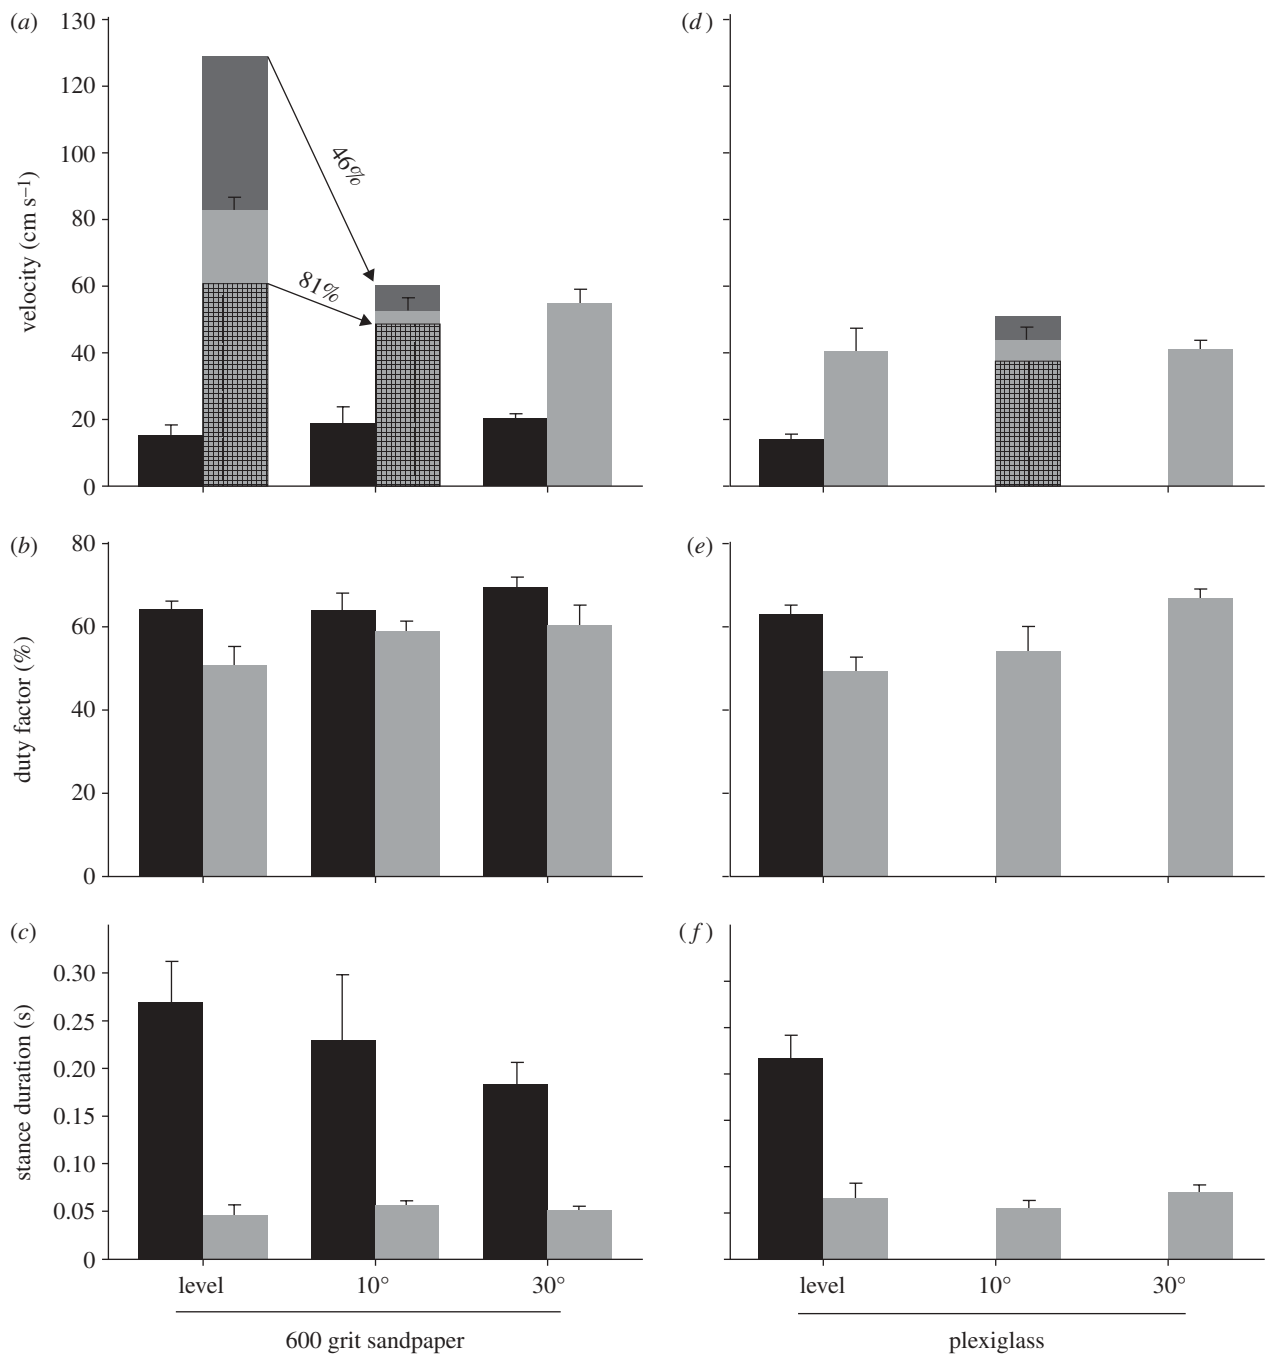 (a)
130
120
100
80
60
40
20
0
velocity (cm s⁻¹)
46%
81%
(d)
(b)
80
60
40
20
0
duty factor (%)
(e)
(c)
0.30
0.25
0.20
0.15
0.10
0.05
0
stance duration (s)
(f)
level 10° 30°
600 grit sandpaper
level 10° 30°
plexiglass